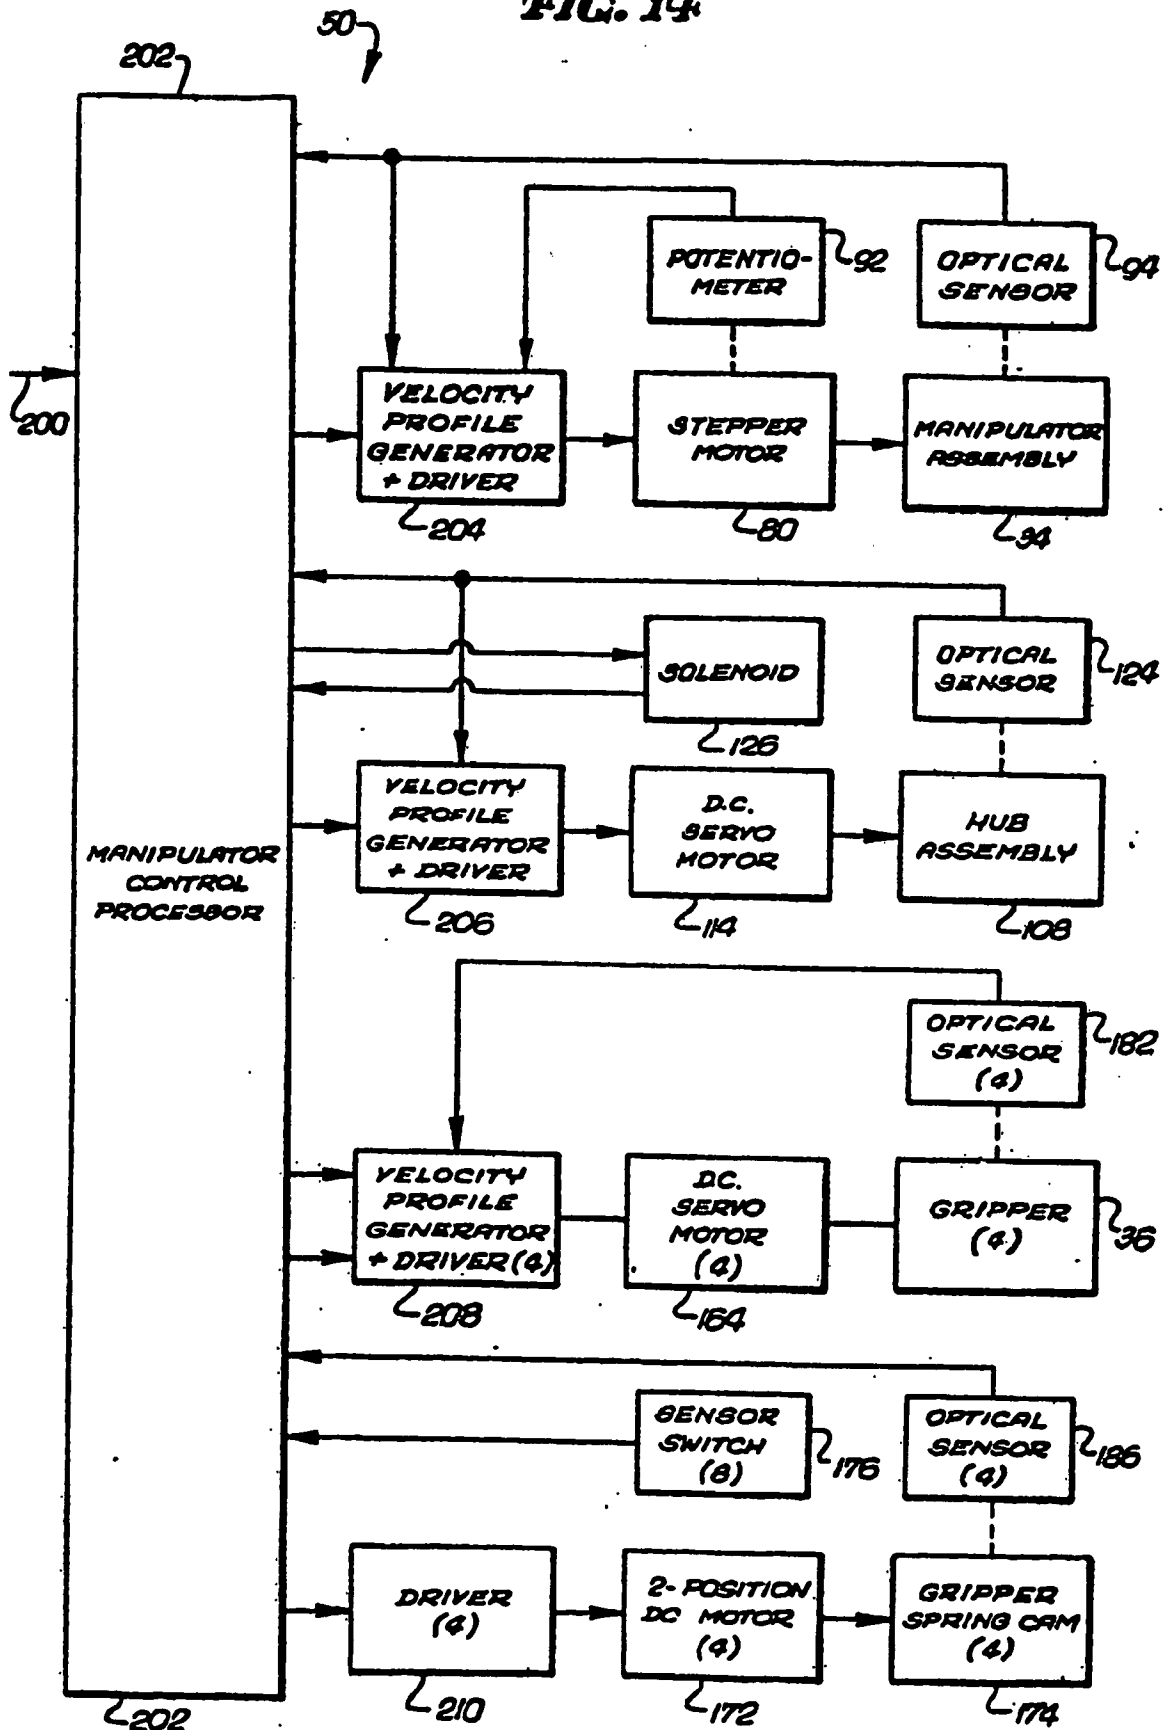 FIG. 14
50
202
POTENTIO-
METER
92
OPTICAL
SENSOR
94
200
VELOCITY
PROFILE
GENERATOR
+ DRIVER
204
STEPPER
MOTOR
80
MANIPULATOR
ASSEMBLY
34
SOLENOID
126
OPTICAL
SENSOR
124
VELOCITY
PROFILE
GENERATOR
+ DRIVER
206
D.C.
SERVO
MOTOR
114
HUB
ASSEMBLY
108
MANIPULATOR
CONTROL
PROCESSOR
OPTICAL
SENSOR
(4)
182
VELOCITY
PROFILE
GENERATOR
+ DRIVER (4)
208
D.C.
SERVO
MOTOR
(4)
164
GRIPPER
(4)
36
SENSOR
SWITCH
(8)
176
OPTICAL
SENSOR
(4)
186
DRIVER
(4)
210
2-POSITION
DC MOTOR
(4)
172
GRIPPER
SPRING CAM
(4)
174
202